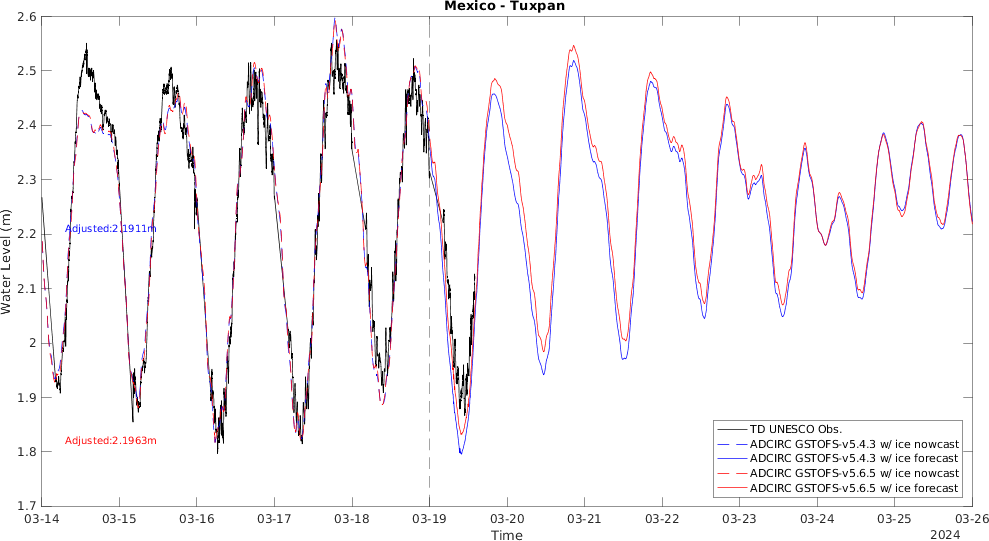 Mexico - Tuxpan
Water Level (m)
2.6
2.5
2.4
2.3
2.2
2.1
2
1.9
1.8
1.7
Adjusted:2.1911m
Adjusted:2.1963m
TD UNESCO Obs.
ADCIRC GSTOFS-v5.4.3 w/ ice nowcast
ADCIRC GSTOFS-v5.4.3 w/ ice forecast
ADCIRC GSTOFS-v5.6.5 w/ ice nowcast
ADCIRC GSTOFS-v5.6.5 w/ ice forecast
03-14 03-15 03-16 03-17 03-18 03-19 03-20 03-21 03-22 03-23 03-24 03-25 03-26
Time
2024